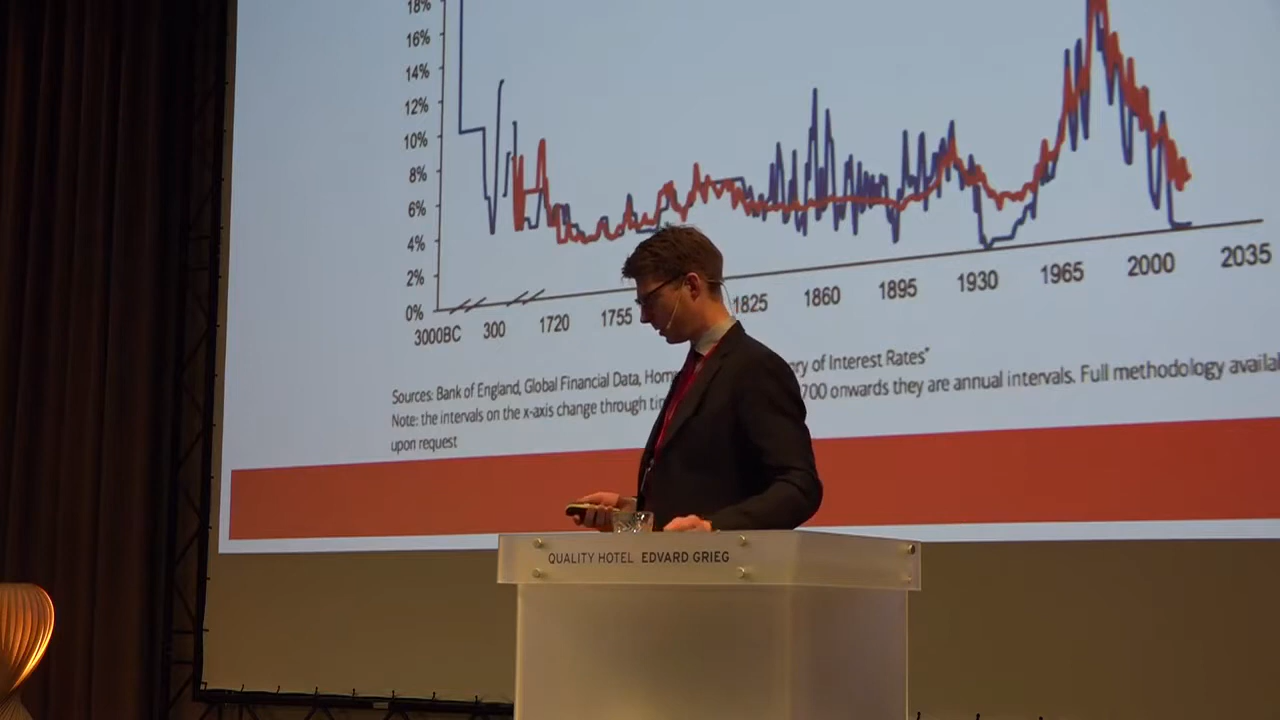 18%
16%
14%
12%
10%
8%
6%
4%
2%
0%
3000BC 300 1720 1755 1825 1860 1895 1930 1965 2000 2035
Sources: Bank of England, Global Financial Data, Hom ry of Interest Rates"
Note: the intervals on the x-axis change through ti 700 onwards they are annual intervals. Full methodology availa
upon request
QUALITY HOTEL EDVARD GRIEG